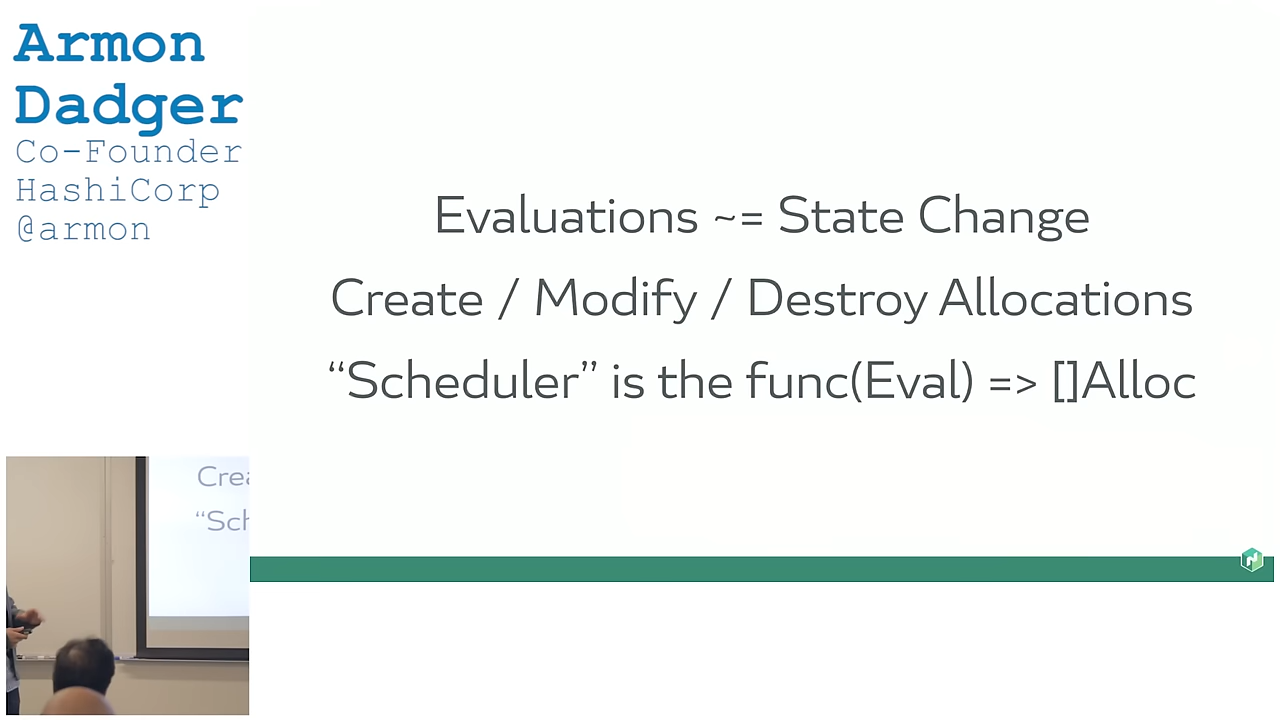 Armon
Dadger
Co-Founder
HashiCorp
@armon
Evaluations ~= State Change
Create / Modify / Destroy Allocations
“Scheduler” is the func(Eval) => []Alloc
Crea
“Sch